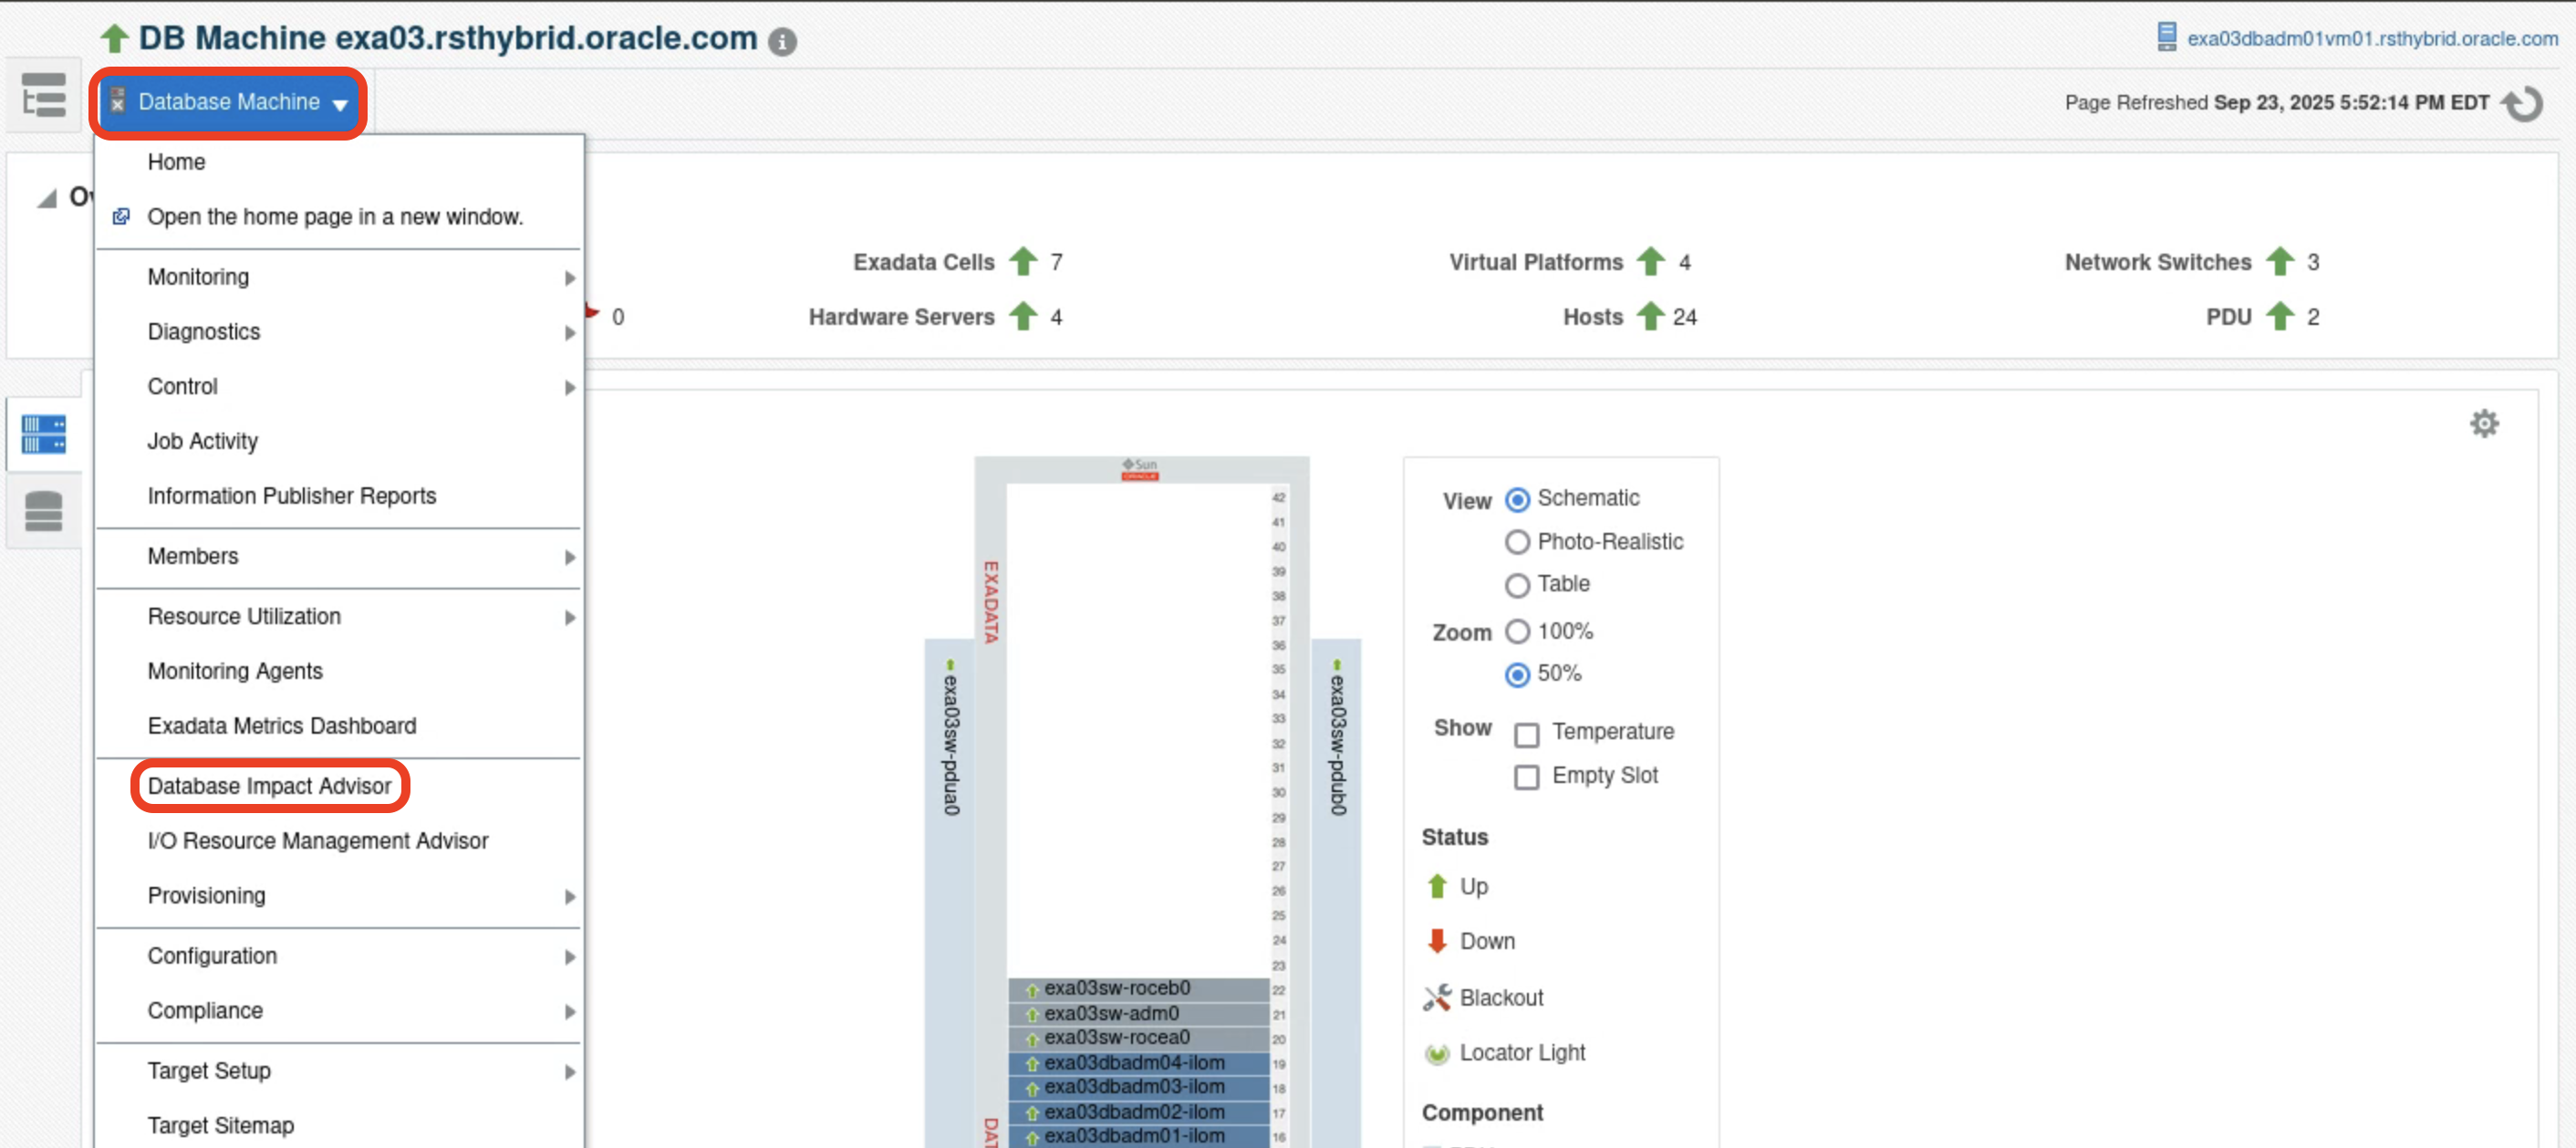 DB Machine exa03.rsthybrid.oracle.com
exa03dbadm01vm01.rsthybrid.oracle.com
Database Machine
Page Refreshed Sep 23, 2025 5:52:14 PM EDT
Home
Open the home page in a new window.
Monitoring
Diagnostics
Control
Job Activity
Information Publisher Reports
Members
Resource Utilization
Monitoring Agents
Exadata Metrics Dashboard
Database Impact Advisor
I/O Resource Management Advisor
Provisioning
Configuration
Compliance
Target Setup
Target Sitemap
Exadata Cells 7
Virtual Platforms 4
Network Switches 3
0
Hardware Servers 4
Hosts 24
PDU 2
Sun
ORACLE
EXADATA
exa03sw-pdua0
exa03sw-pdub0
42
41
40
39
38
37
36
35
34
33
32
31
30
29
28
27
26
25
24
23
exa03sw-roceb0 22
exa03sw-adm0 21
exa03sw-rocea0 20
exa03dbadm04-ilom 19
exa03dbadm03-ilom 18
exa03dbadm02-ilom 17
exa03dbadm01-ilom 16
View
Schematic
Photo-Realistic
Table
Zoom
100%
50%
Show
Temperature
Empty Slot
Status
Up
Down
Blackout
Locator Light
Component